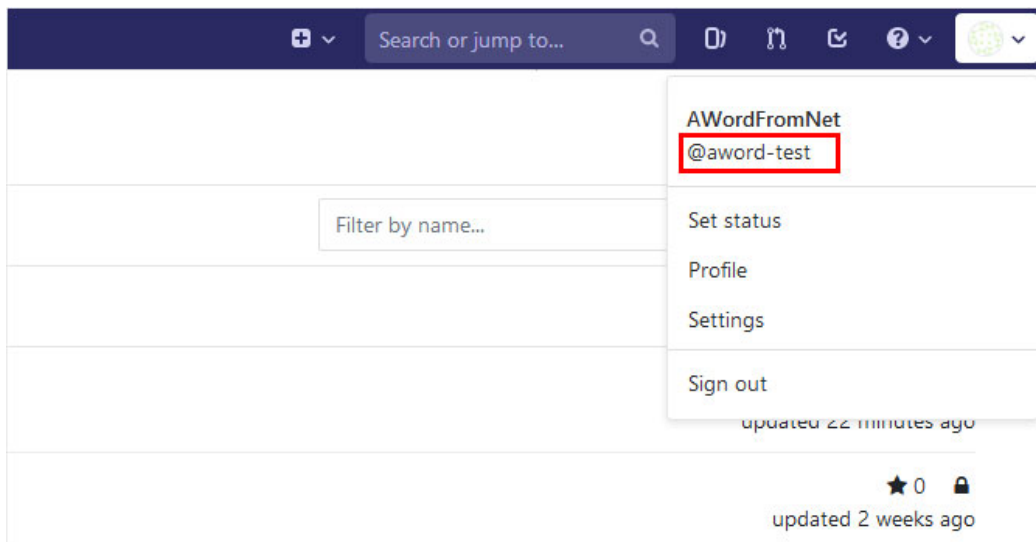 Search or jump to...
AWordFromNet
@aword-test
Filter by name...
Set status
Profile
Settings
Sign out
updated 22 minutes ago
0
updated 2 weeks ago